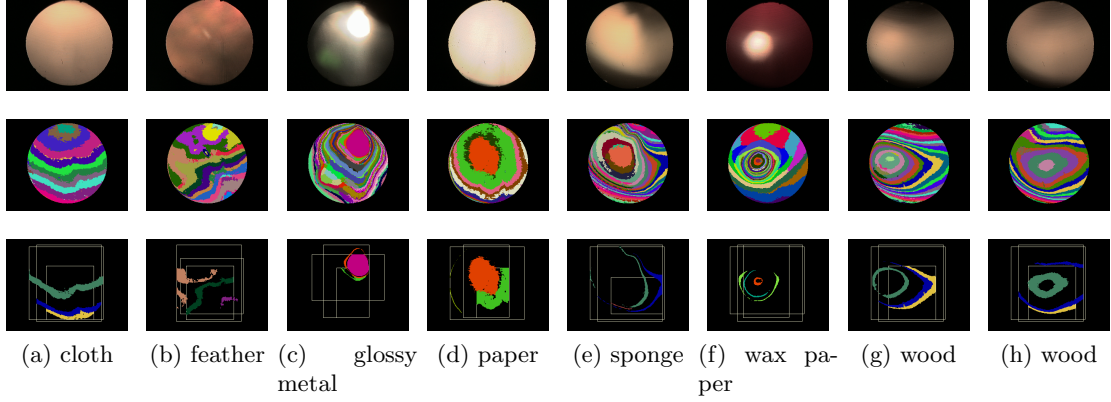 (a) cloth
(b) feather
(c) glossy
metal
(d) paper
(e) sponge
(f) wax pa-
per
(g) wood
(h) wood